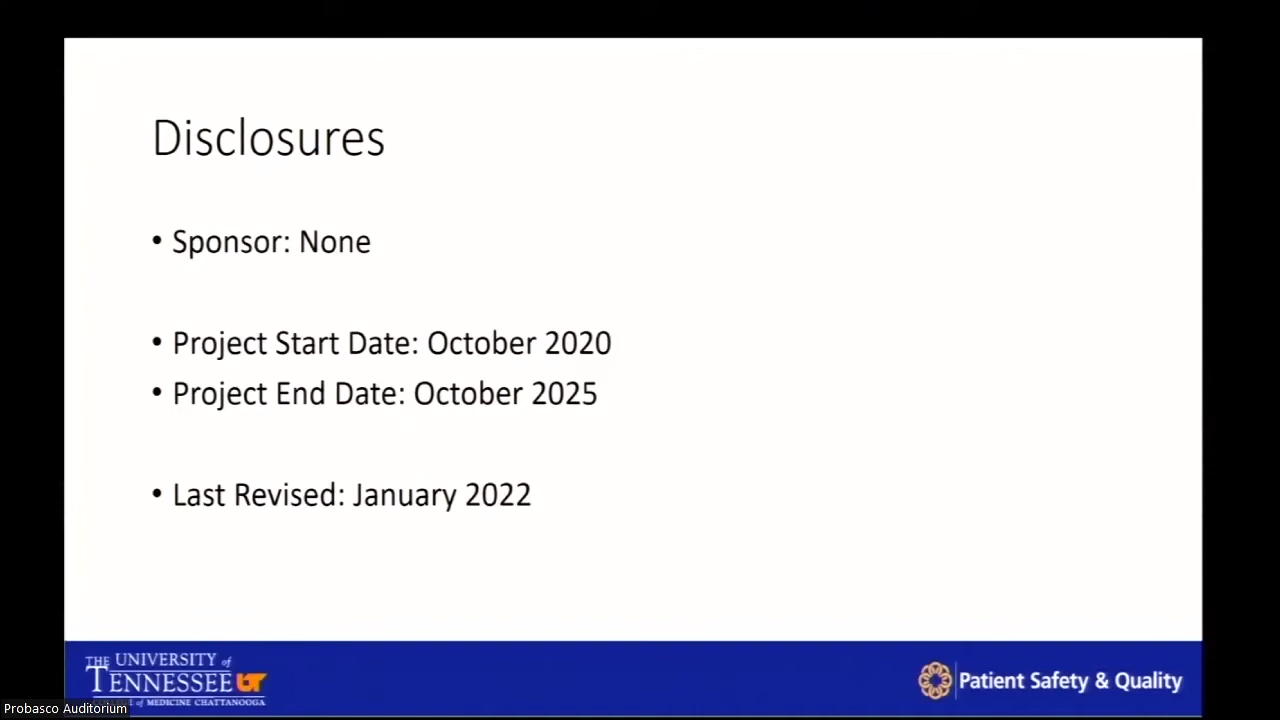 Disclosures
• Sponsor: None
• Project Start Date: October 2020
• Project End Date: October 2025
• Last Revised: January 2022
THE UNIVERSITY of
TENNESSEE UT
of MEDICINE CHATTANOOGA
Patient Safety & Quality
Probasco Auditorium